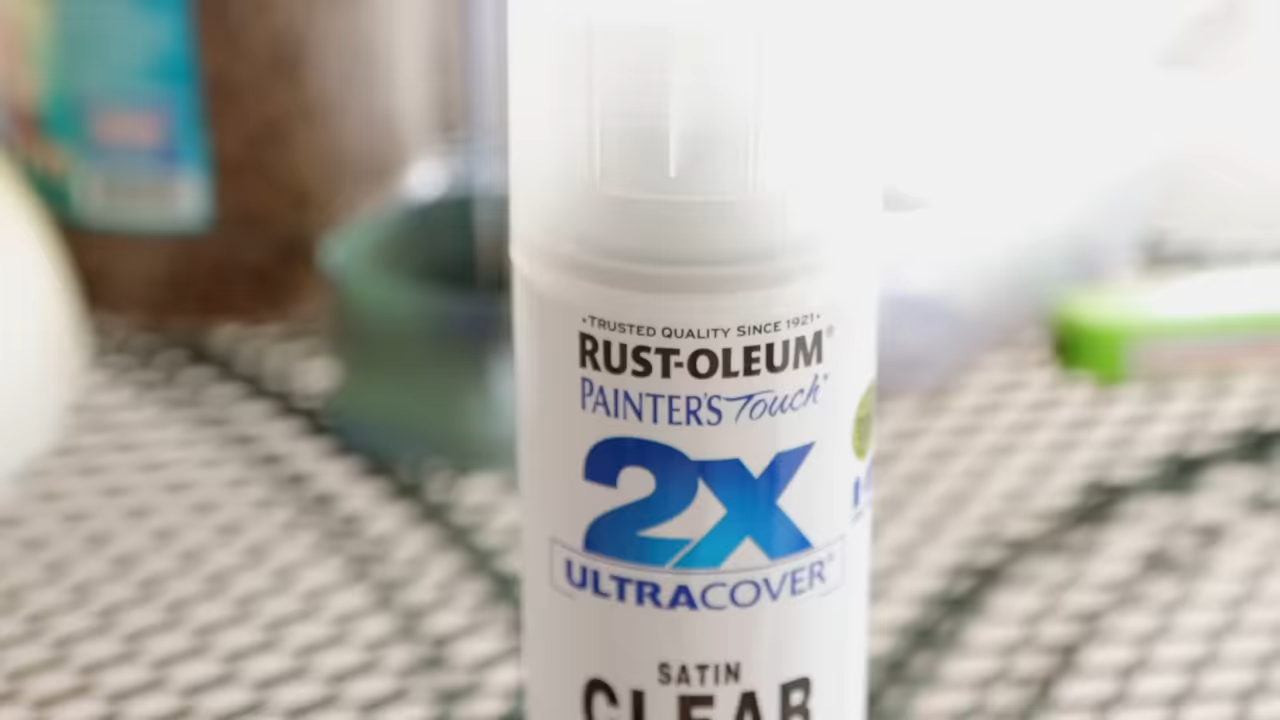 ·TRUSTED QUALITY SINCE 1921·
RUST-OLEUM®
PAINTER'S Touch
2X
ULTRACOVER
SATIN
CLEAR